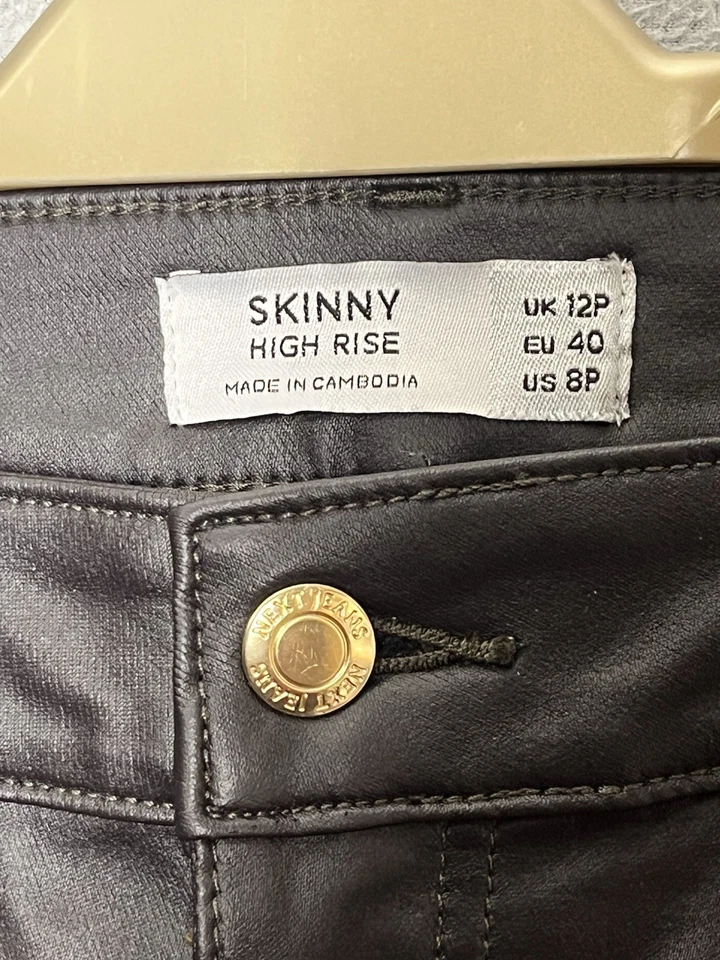 SKINNY
HIGH RISE
MADE IN CAMBODIA
UK 12P
EU 40
US 8P
NEXT JEANS
NEXT JEANS